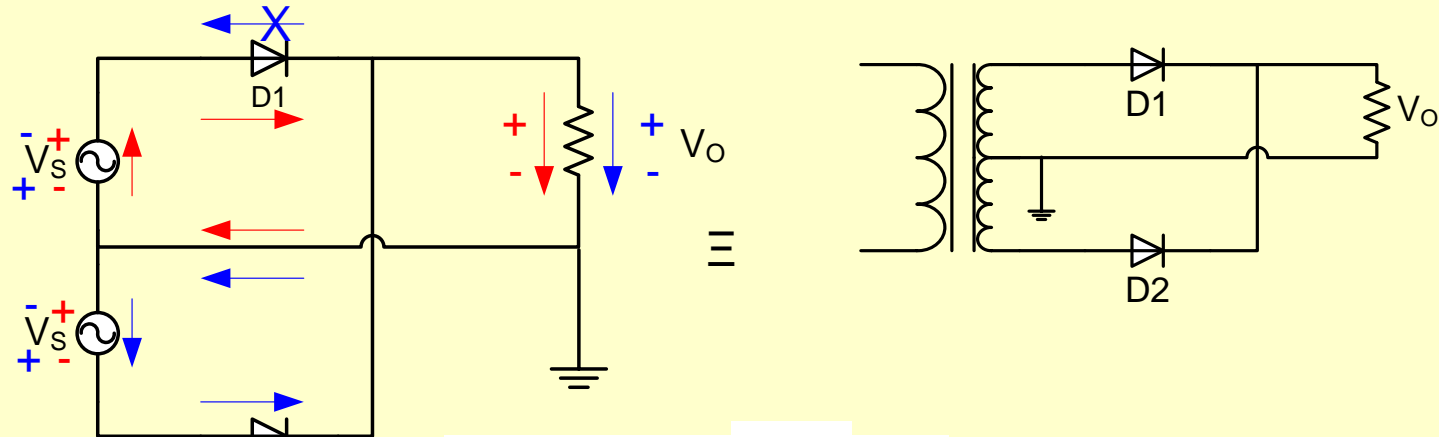 X
D1
- +
VS
+ -
+ +
- -
VO
- +
VS
+ -
Ξ
D1
VO
D2